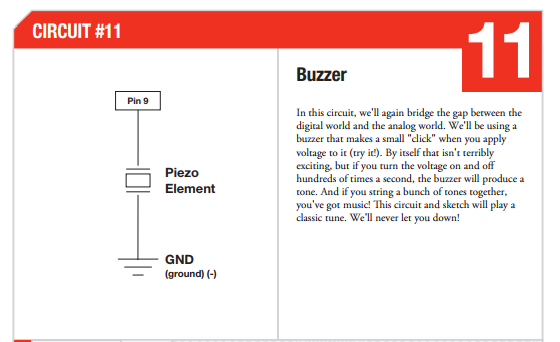 CIRCUIT #11
11
Pin 9
Piezo
Element
GND
(ground) (-)
Buzzer
In this circuit, we'll again bridge the gap between the
digital world and the analog world. We'll be using a
buzzer that makes a small "click" when you apply
voltage to it (try it!). By itself that isn't terribly
exciting, but if you turn the voltage on and off
hundreds of times a second, the buzzer will produce a
tone. And if you string a bunch of tones together,
you've got music! This circuit and sketch will play a
classic tune. We'll never let you down!